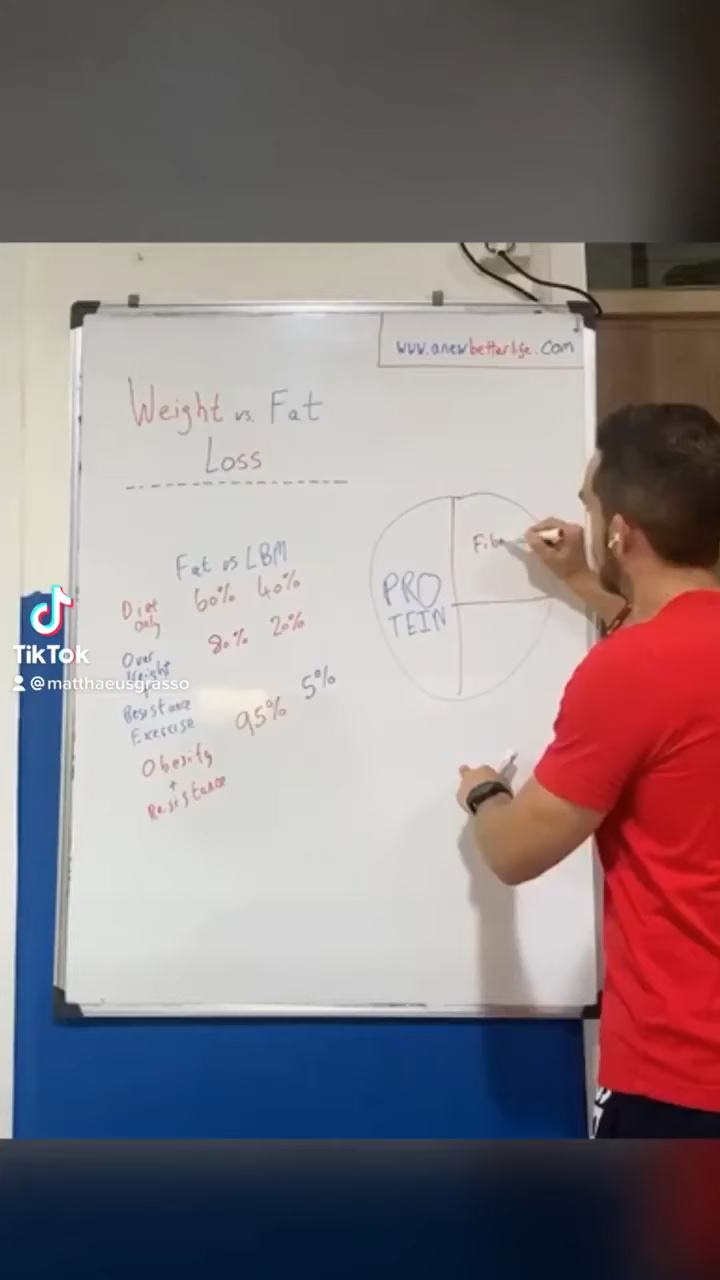 www.anewbetterlife.com
Weight vs. Fat
Loss
Fat vs LBM
Diet only 60% 40%
Over Weight 80% 20%
Resistance
Exercise 95% 5%
Obesity
+
Resistance
PRO
TEIN
Fibe
TikTok
@matthaeusgrasso